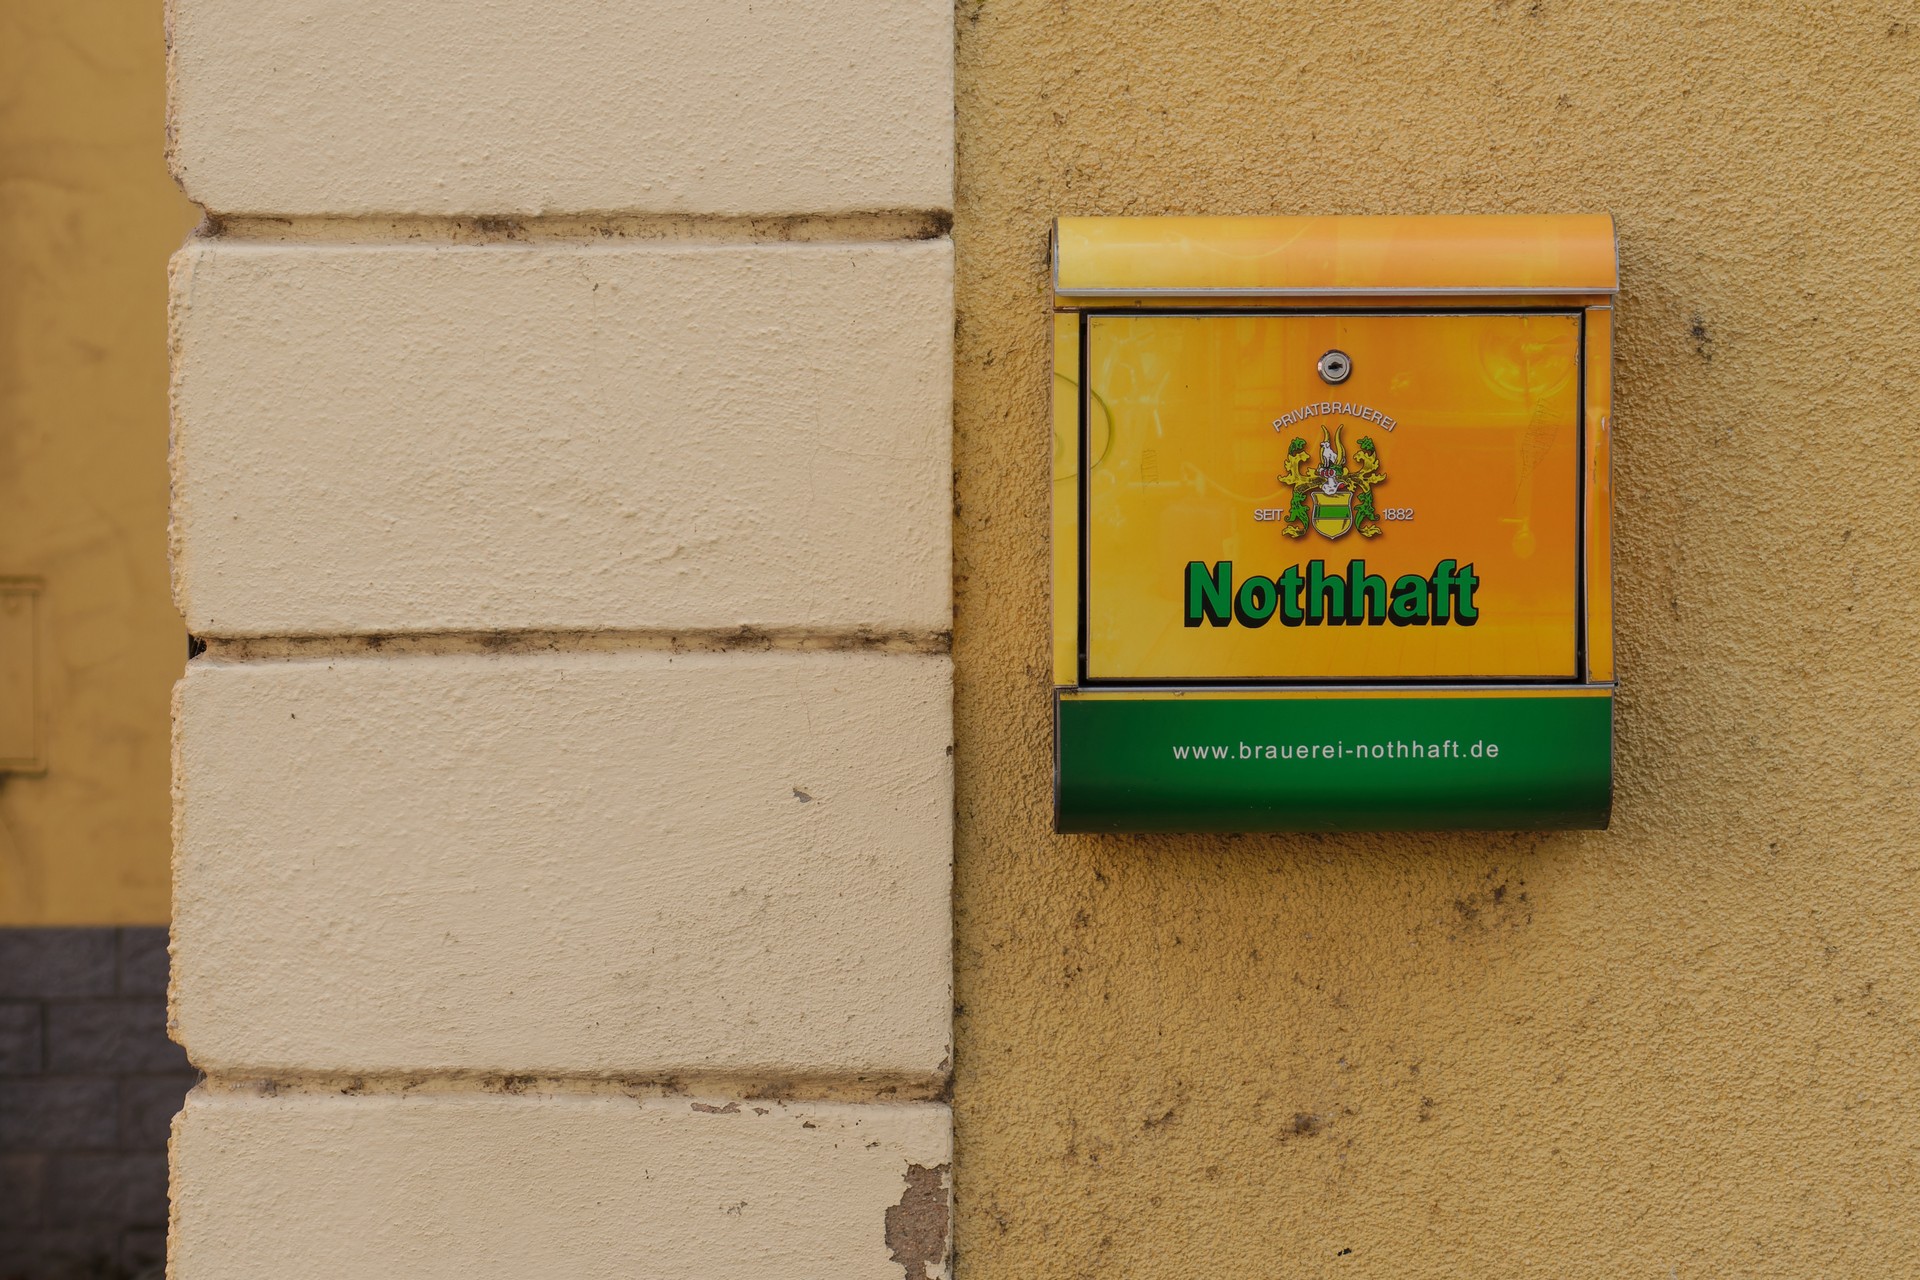 PRIVATBRAUEREI
SEIT 1882
Nothhaft
www.brauerei-nothhaft.de